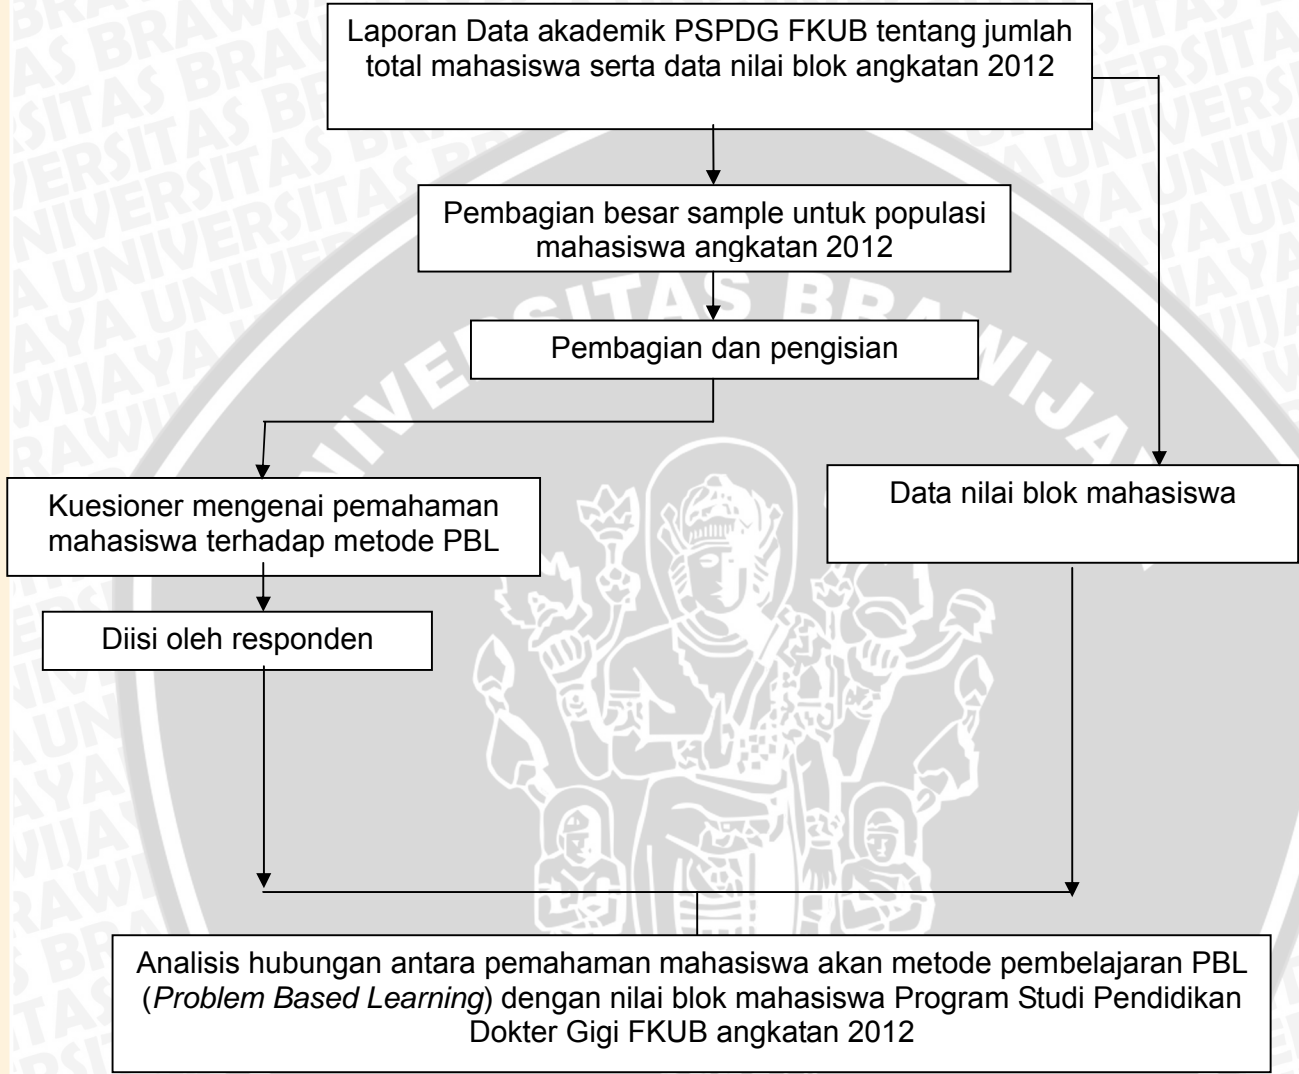 Laporan Data akademik PSPDG FKUB tentang jumlah
total mahasiswa serta data nilai blok angkatan 2012
Pembagian besar sample untuk populasi
mahasiswa angkatan 2012
Pembagian dan pengisian
Kuesioner mengenai pemahaman
mahasiswa terhadap metode PBL
Data nilai blok mahasiswa
Diisi oleh responden
Analisis hubungan antara pemahaman mahasiswa akan metode pembelajaran PBL
(Problem Based Learning) dengan nilai blok mahasiswa Program Studi Pendidikan
Dokter Gigi FKUB angkatan 2012